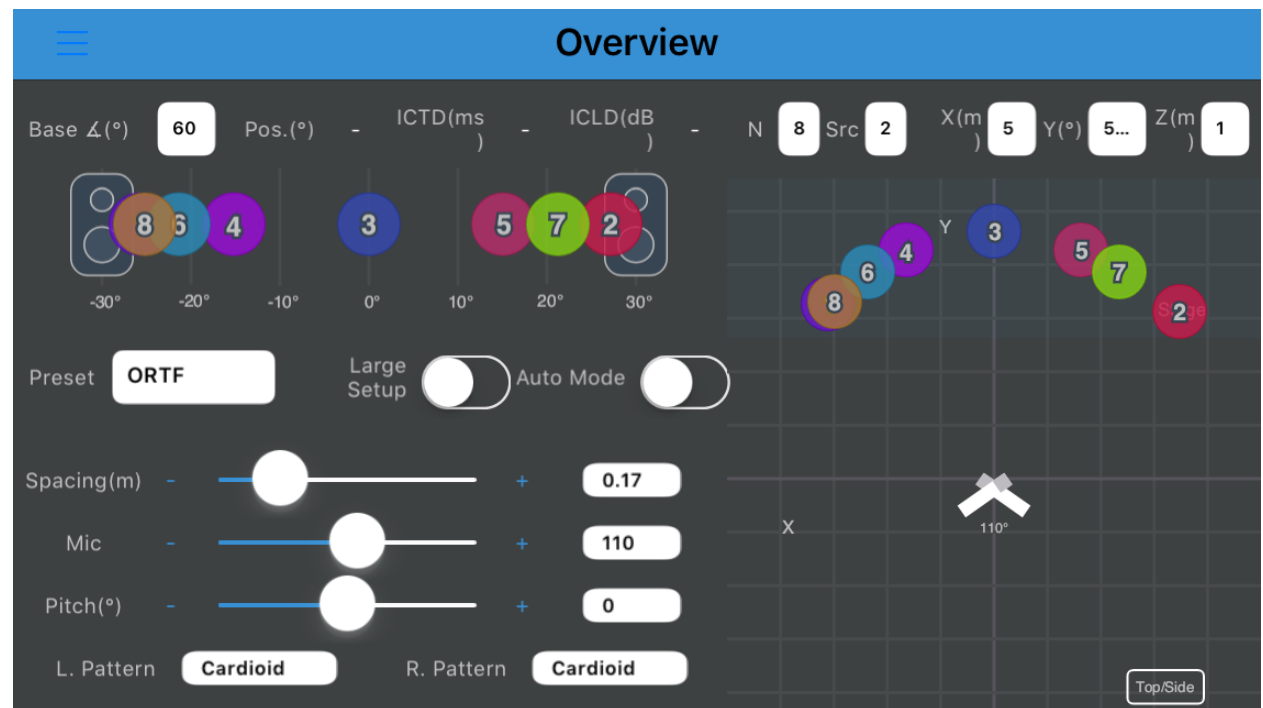 Overview
Base ∡(°) 60 Pos.(°) - ICTD(ms) - ICLD(dB) - N 8 Src 2 X(m) 5 Y(°) 5... Z(m) 1
8 6 4 3 5 7 2
-30° -20° -10° 0° 10° 20° 30°
Y 3
4 5
6 7
8 2
Preset ORTF Large Setup Auto Mode
Spacing(m) - + 0.17
Mic - + 110
Pitch(°) - + 0
L. Pattern Cardioid R. Pattern Cardioid
X 110°
Top/Side